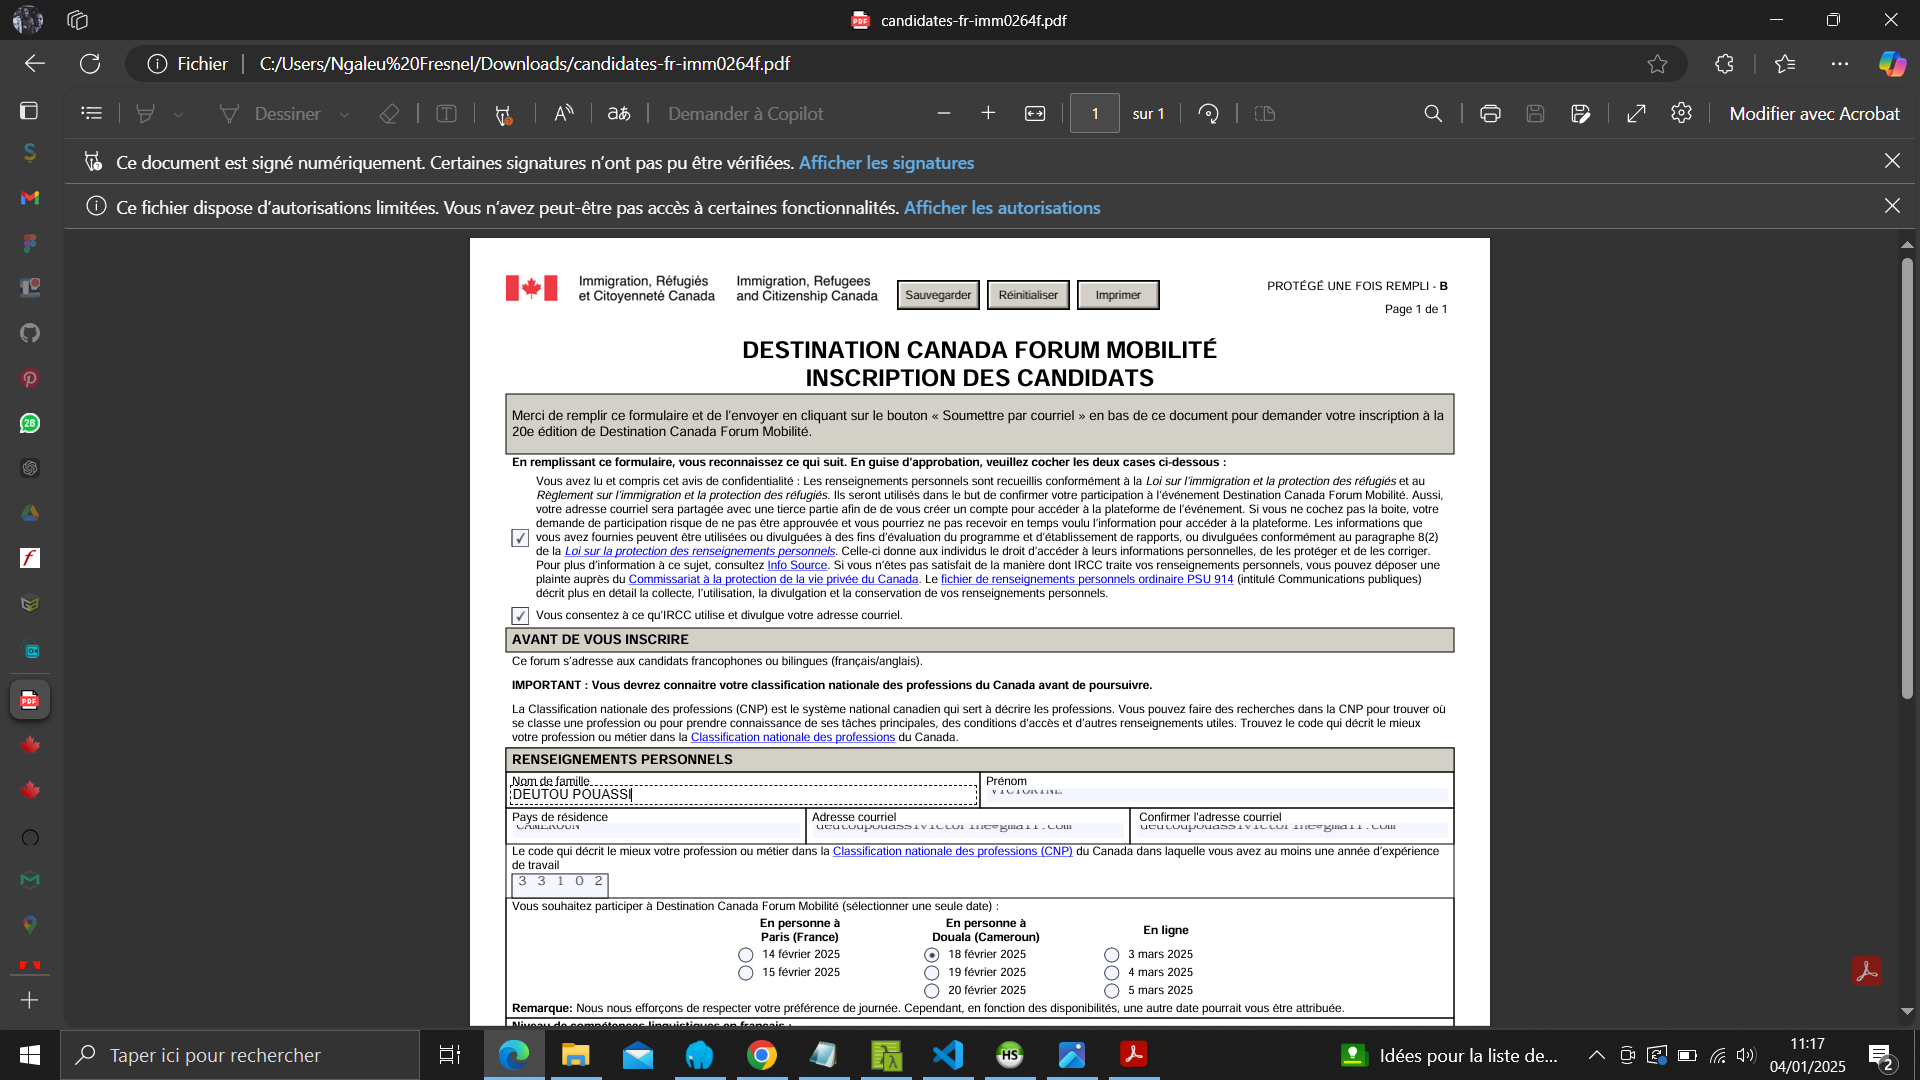 candidates-fr-imm0264f.pdf
Fichier
C:/Users/Ngaleu%20Fresnel/Downloads/candidates-fr-imm0264f.pdf
Dessiner
aあ
Demander à Copilot
1
sur 1
Modifier avec Acrobat
Ce document est signé numériquement. Certaines signatures n’ont pas pu être vérifiées. Afficher les signatures
Ce fichier dispose d’autorisations limitées. Vous n’avez peut-être pas accès à certaines fonctionnalités. Afficher les autorisations
Immigration, Réfugiés
et Citoyenneté Canada
Immigration, Refugees
and Citizenship Canada
Sauvegarder
Réinitialiser
Imprimer
PROTÉGÉ UNE FOIS REMPLI - B
Page 1 de 1
DESTINATION CANADA FORUM MOBILITÉ
INSCRIPTION DES CANDIDATS
Merci de remplir ce formulaire et de l’envoyer en cliquant sur le bouton « Soumettre par courriel » en bas de ce document pour demander votre inscription à la
20e édition de Destination Canada Forum Mobilité.
En remplissant ce formulaire, vous reconnaissez ce qui suit. En guise d'approbation, veuillez cocher les deux cases ci-dessous :
Vous avez lu et compris cet avis de confidentialité : Les renseignements personnels sont recueillis conformément à la Loi sur l’immigration et la protection des réfugiés et au
Règlement sur l’immigration et la protection des réfugiés. Ils seront utilisés dans le but de confirmer votre participation à l’événement Destination Canada Forum Mobilité. Aussi,
votre adresse courriel sera partagée avec une tierce partie afin de de vous créer un compte pour accéder à la plateforme de l’événement. Si vous ne cochez pas la boite, votre
demande de participation risque de ne pas être approuvée et vous pourriez ne pas recevoir en temps voulu l’information pour accéder à la plateforme. Les informations que
vous avez fournies peuvent être utilisées ou divulguées à des fins d’évaluation du programme et d’établissement de rapports, ou divulguées conformément au paragraphe 8(2)
de la Loi sur la protection des renseignements personnels. Celle-ci donne aux individus le droit d’accéder à leurs informations personnelles, de les protéger et de les corriger.
Pour plus d’information à ce sujet, consultez Info Source. Si vous n’êtes pas satisfait de la manière dont IRCC traite vos renseignements personnels, vous pouvez déposer une
plainte auprès du Commissariat à la protection de la vie privée du Canada. Le fichier de renseignements personnels ordinaire PSU 914 (intitulé Communications publiques)
décrit plus en détail la collecte, l’utilisation, la divulgation et la conservation de vos renseignements personnels.
Vous consentez à ce qu’IRCC utilise et divulgue votre adresse courriel.
AVANT DE VOUS INSCRIRE
Ce forum s’adresse aux candidats francophones ou bilingues (français/anglais).
IMPORTANT : Vous devrez connaitre votre classification nationale des professions du Canada avant de poursuivre.
La Classification nationale des professions (CNP) est le système national canadien qui sert à décrire les professions. Vous pouvez faire des recherches dans la CNP pour trouver où
se classe une profession ou pour prendre connaissance de ses tâches principales, des conditions d’accès et d’autres renseignements utiles. Trouvez le code qui décrit le mieux
votre profession ou métier dans la Classification nationale des professions du Canada.
RENSEIGNEMENTS PERSONNELS
Nom de famille
DEUTOU POUASSI
Prénom
VICTORINE
Pays de résidence
CAMEROUN
Adresse courriel
deutoupouassivictorine@gmail.com
Confirmer l'adresse courriel
deutoupouassivictorine@gmail.com
Le code qui décrit le mieux votre profession ou métier dans la Classification nationale des professions (CNP) du Canada dans laquelle vous avez au moins une année d’expérience
de travail
3 3 1 0 2
Vous souhaitez participer à Destination Canada Forum Mobilité (sélectionner une seule date) :
En personne à
Paris (France)
14 février 2025
15 février 2025
En personne à
Douala (Cameroun)
18 février 2025
19 février 2025
20 février 2025
En ligne
3 mars 2025
4 mars 2025
5 mars 2025
Remarque: Nous nous efforçons de respecter votre préférence de journée. Cependant, en fonction des disponibilités, une autre date pourrait vous être attribuée.
Niveau de compétences linguistiques en français :
Taper ici pour rechercher
Idées pour la liste de...
11:17
04/01/2025
2